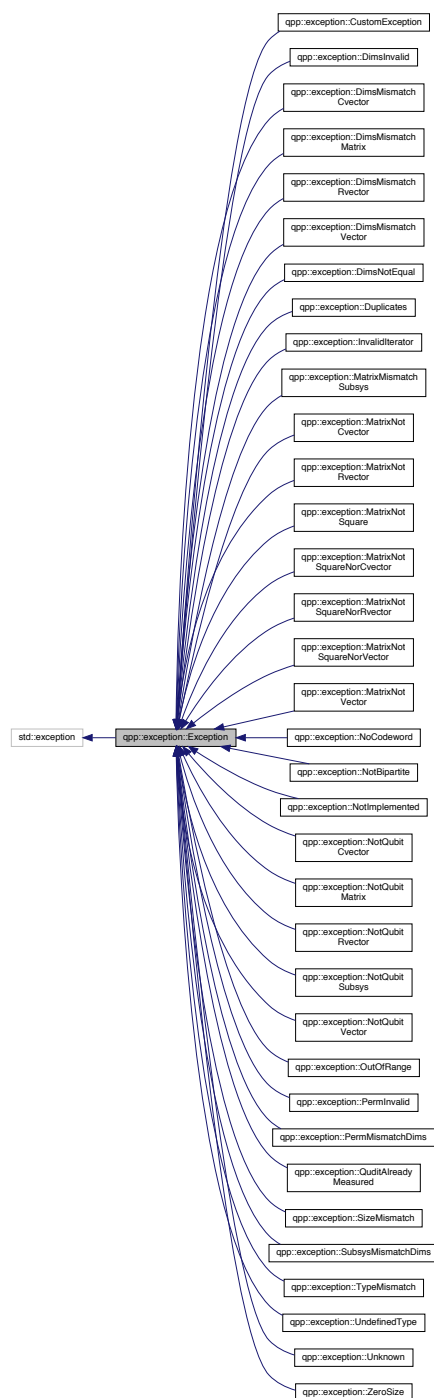 qpp::exception::CustomException
qpp::exception::DimsInvalid
qpp::exception::DimsMismatch
Cvector
qpp::exception::DimsMismatch
Matrix
qpp::exception::DimsMismatch
Rvector
qpp::exception::DimsMismatch
Vector
qpp::exception::DimsNotEqual
qpp::exception::Duplicates
qpp::exception::InvalidIterator
qpp::exception::MatrixMismatch
Subsys
qpp::exception::MatrixNot
Cvector
qpp::exception::MatrixNot
Rvector
qpp::exception::MatrixNot
Square
qpp::exception::MatrixNot
SquareNorCvector
qpp::exception::MatrixNot
SquareNorRvector
qpp::exception::MatrixNot
SquareNorVector
qpp::exception::MatrixNot
Vector
std::exception
qpp::exception::Exception
qpp::exception::NoCodeword
qpp::exception::NotBipartite
qpp::exception::NotImplemented
qpp::exception::NotQubit
Cvector
qpp::exception::NotQubit
Matrix
qpp::exception::NotQubit
Rvector
qpp::exception::NotQubit
Subsys
qpp::exception::NotQubit
Vector
qpp::exception::OutOfRange
qpp::exception::PermInvalid
qpp::exception::PermMismatchDims
qpp::exception::QuditAlready
Measured
qpp::exception::SizeMismatch
qpp::exception::SubsysMismatchDims
qpp::exception::TypeMismatch
qpp::exception::UndefinedType
qpp::exception::Unknown
qpp::exception::ZeroSize